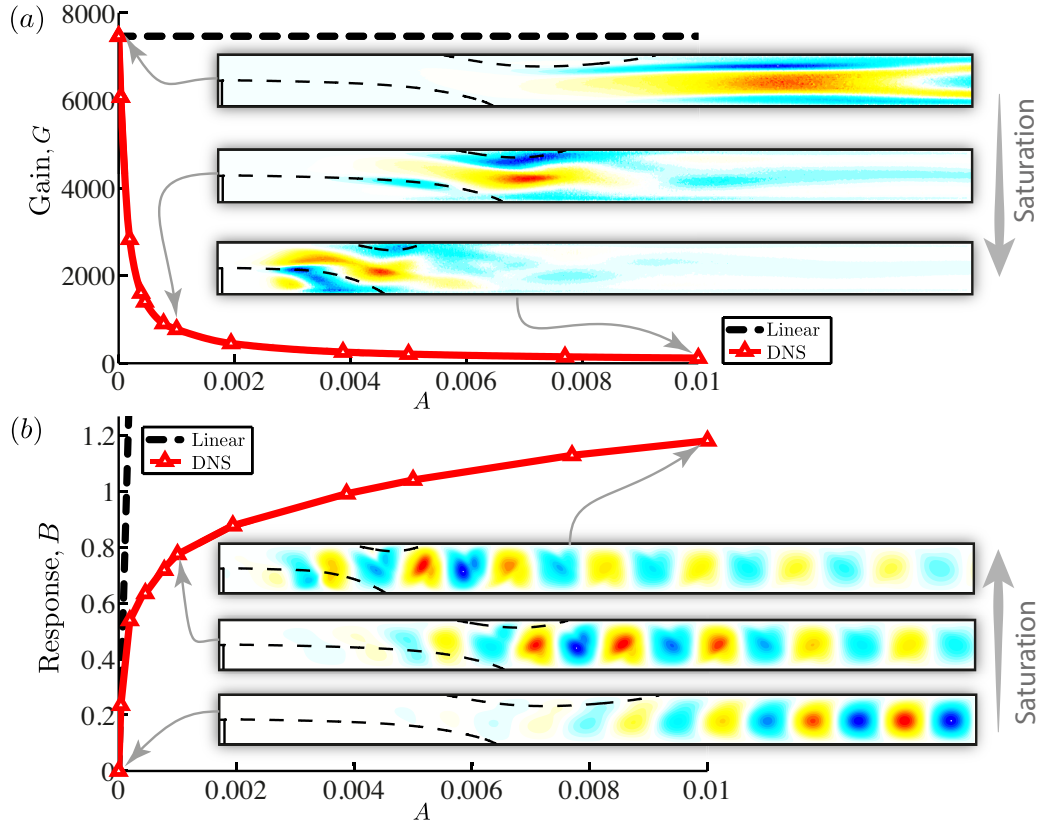 (a)
8000
6000
4000
2000
0
Gain, G
0 0.002 0.004 0.006 0.008 0.01
A
Linear
DNS
Saturation
(b)
1.2
1
0.8
0.6
0.4
0.2
0
Response, B
Linear
DNS
0 0.002 0.004 0.006 0.008 0.01
A
Saturation